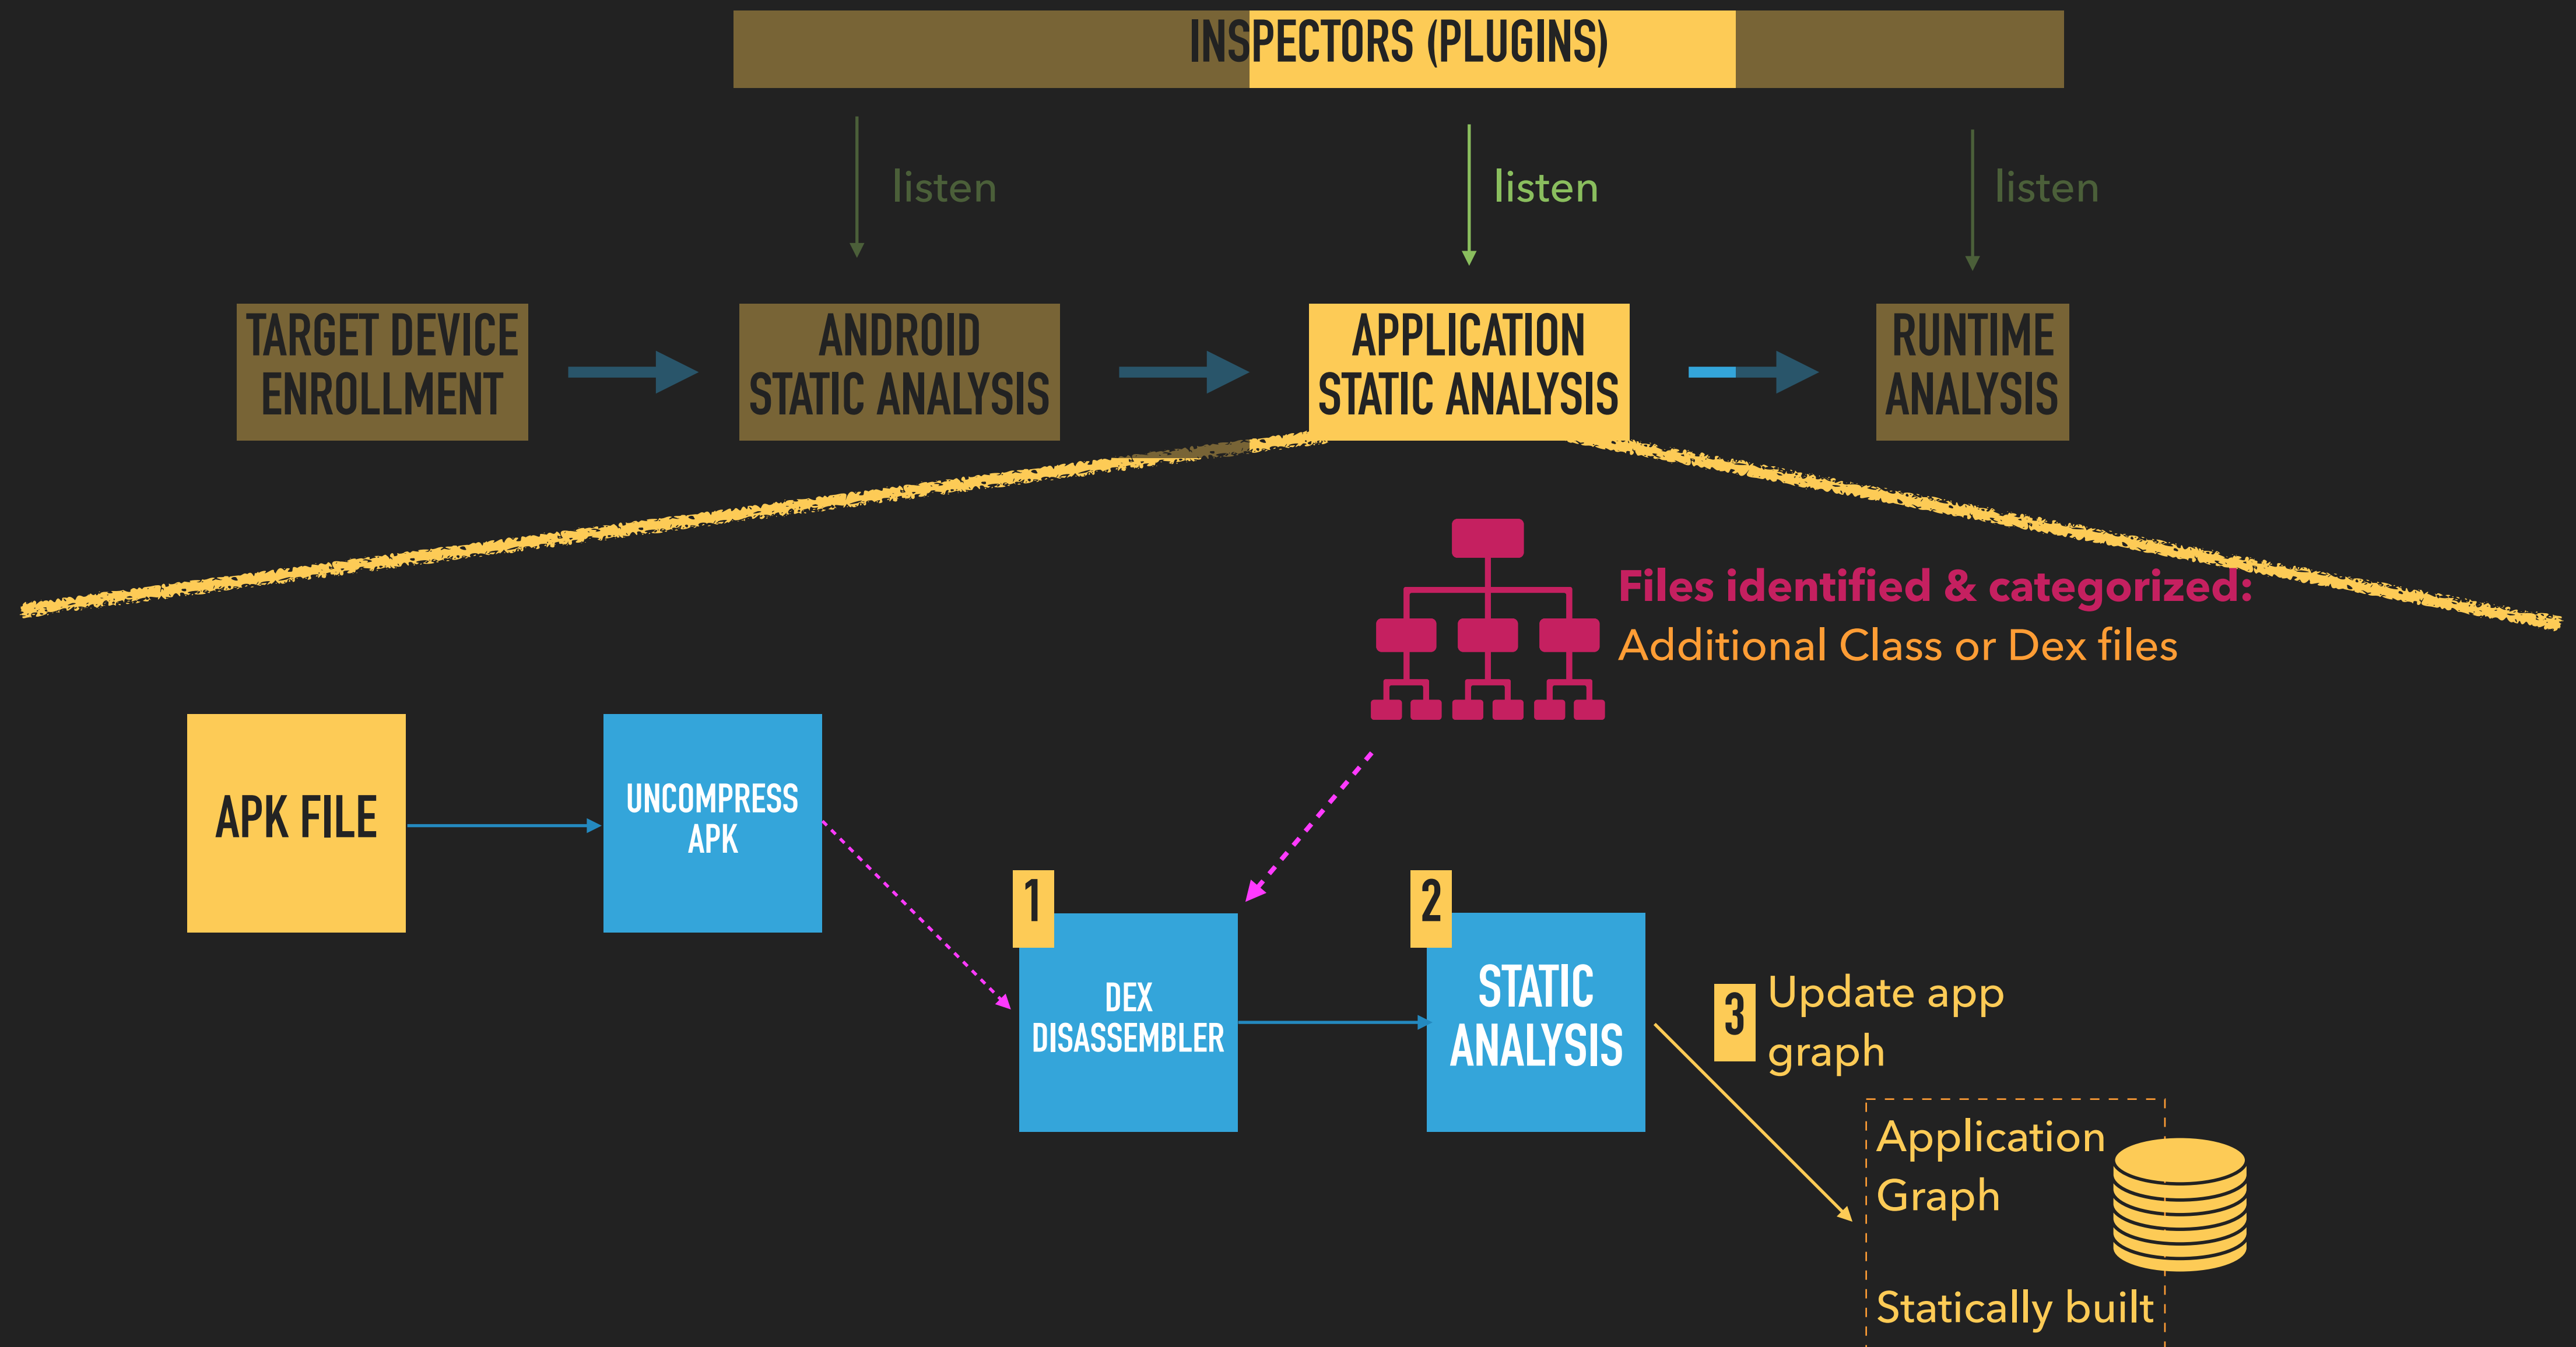 INSPECTORS (PLUGINS)
listen
listen
listen
TARGET DEVICE
ENROLLMENT
ANDROID
STATIC ANALYSIS
APPLICATION
STATIC ANALYSIS
RUNTIME
ANALYSIS
Files identified & categorized:
Additional Class or Dex files
APK FILE
UNCOMPRESS
APK
1
DEX
DISASSEMBLER
2
STATIC
ANALYSIS
3
Update app
graph
Application
Graph
Statically built